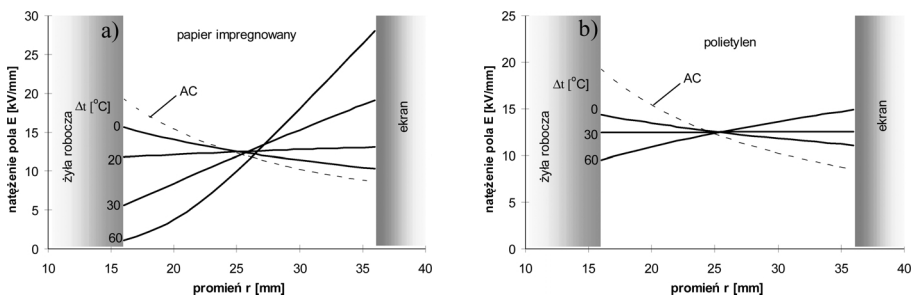 a)
papier impregnowany
natężenie pola E [kV/mm]
30
25
20
15
10
5
0
Δt [°C]
AC
0
20
30
60
żyła robocza
ekran
10
15
20
25
30
35
40
promień r [mm]
b)
polietylen
natężenie pola E [kV/mm]
25
20
15
10
5
0
Δt [°C]
AC
0
30
60
żyła robocza
ekran
10
15
20
25
30
35
40
promień r [mm]